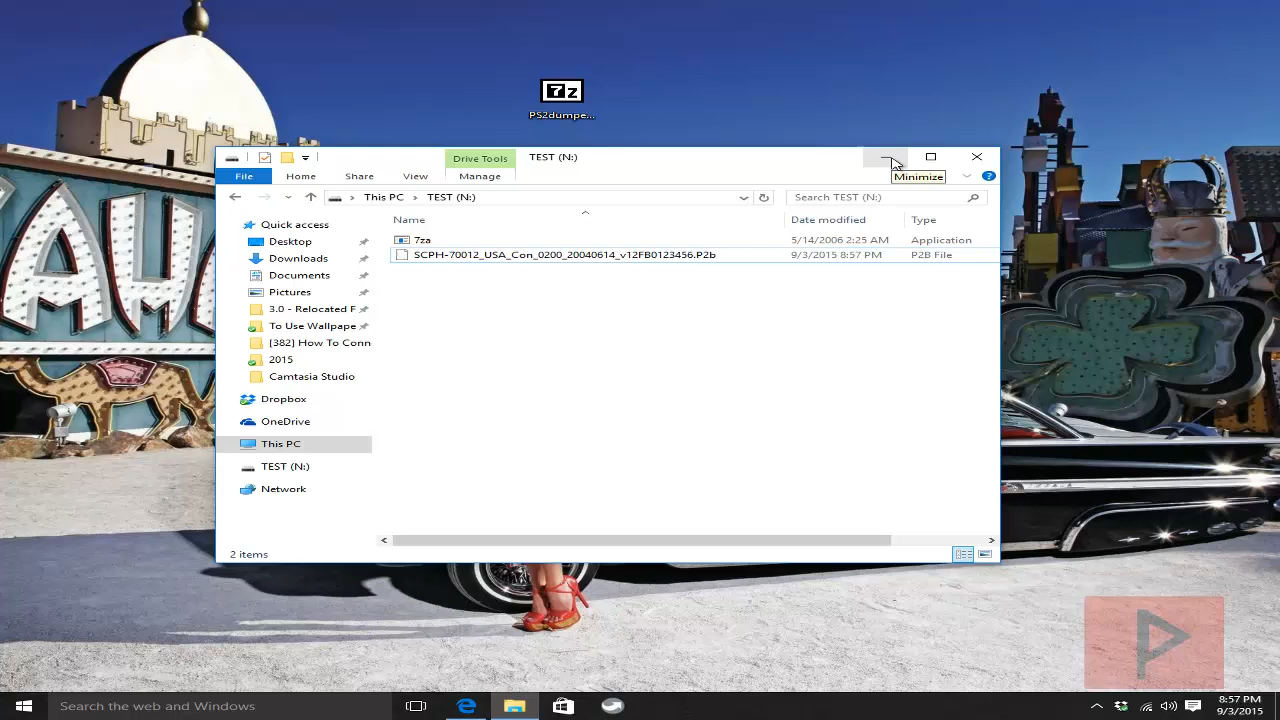 7z
PS2dumpe...
Drive Tools
TEST (N:)
File
Home
Share
View
Manage
Minimize
This PC
TEST (N:)
Search TEST (N:)
Name
Date modified
Type
Quick access
Desktop
Downloads
Documents
Pictures
3.0 - Relocated F
To Use Wallpape
[382] How To Conn
2015
Camtasia Studio
Dropbox
OneDrive
This PC
TEST (N:)
Network
7za
5/14/2006 2:25 AM
Application
SCPH-70012_USA_Con_0200_20040614_v12FB0123456.P2b
9/3/2015 8:57 PM
P2B File
2 items
P
Search the web and Windows
8:57 PM
9/3/2015